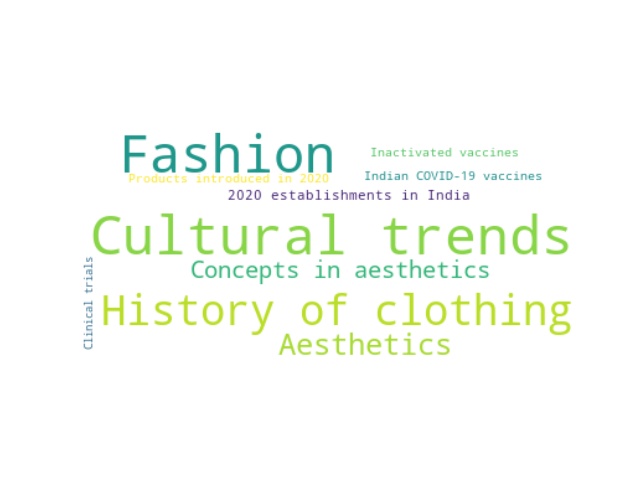 Fashion
Inactivated vaccines
Products introduced in 2020
Indian COVID-19 vaccines
2020 establishments in India
Cultural trends
Concepts in aesthetics
Clinical trials
History of clothing
Aesthetics